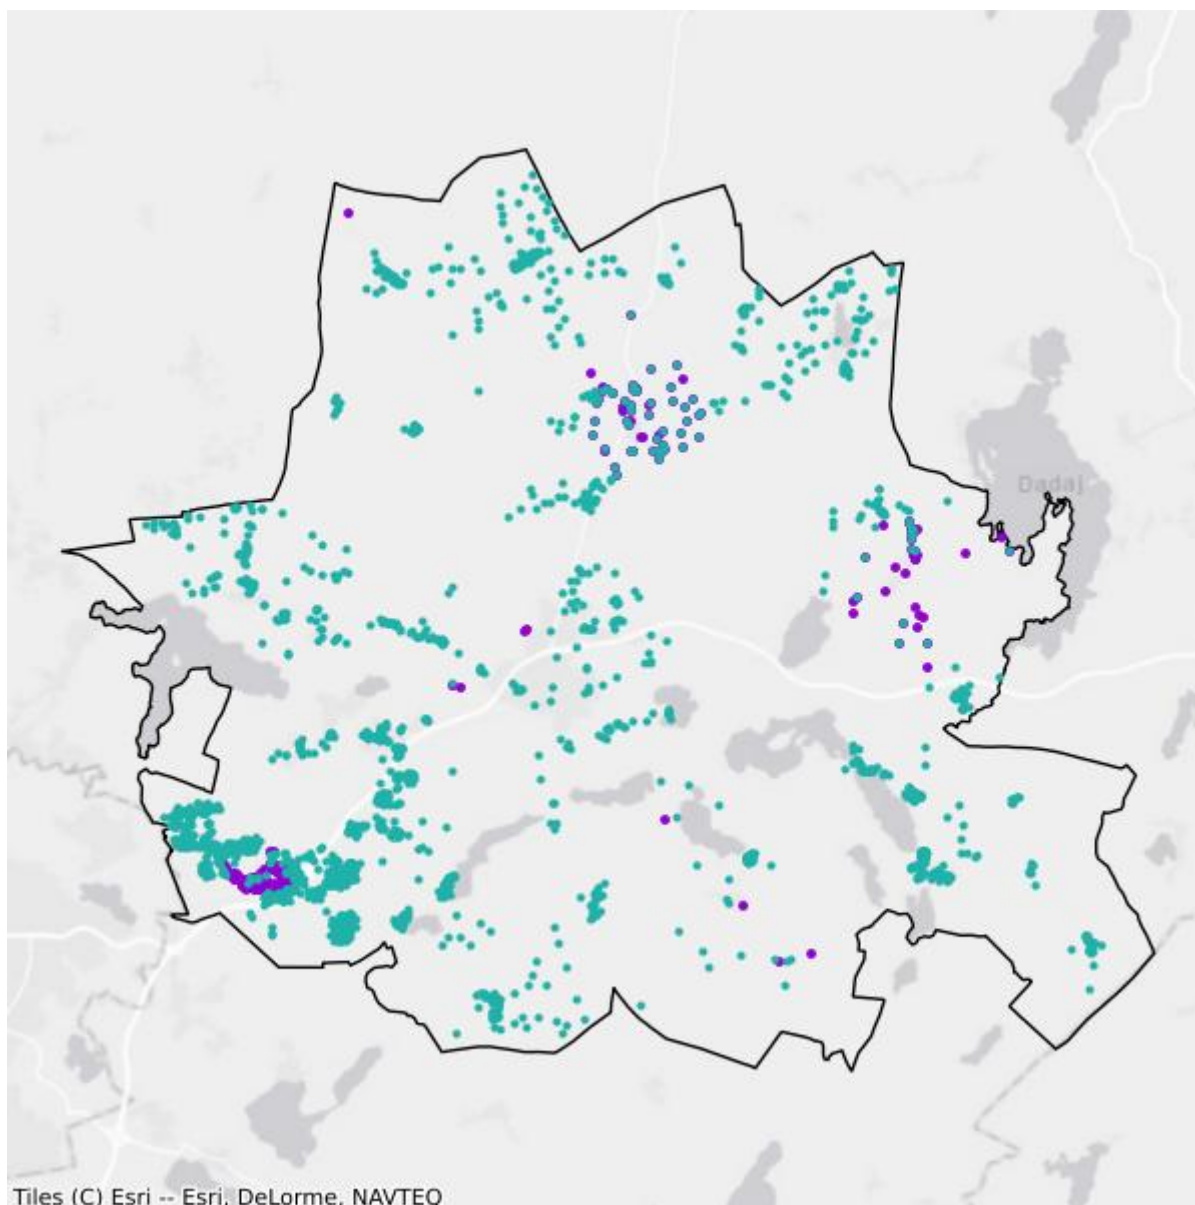 Dadaj
Tiles (C) Esri -- Esri, DeLorme, NAVTEQ